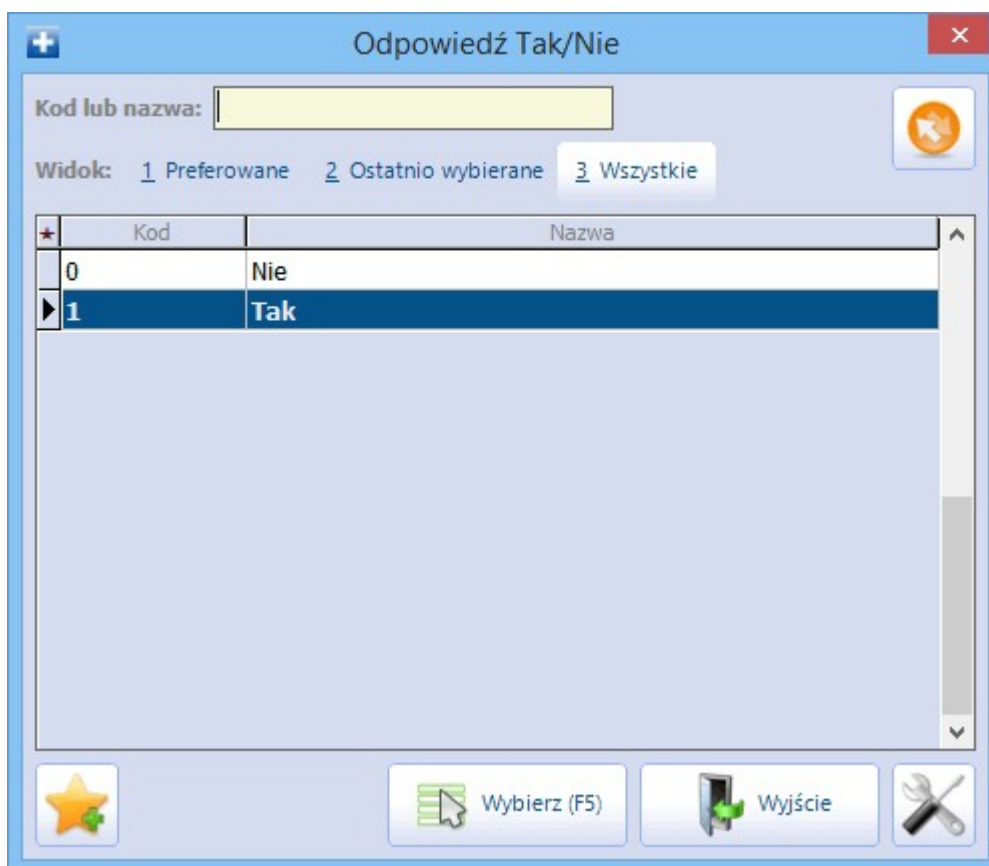 Odpowiedź Tak/Nie
Kod lub nazwa:
Widok: 1 Preferowane 2 Ostatnio wybierane 3 Wszystkie
Kod Nazwa
0 Nie
1 Tak
Wybierz (F5) Wyjście